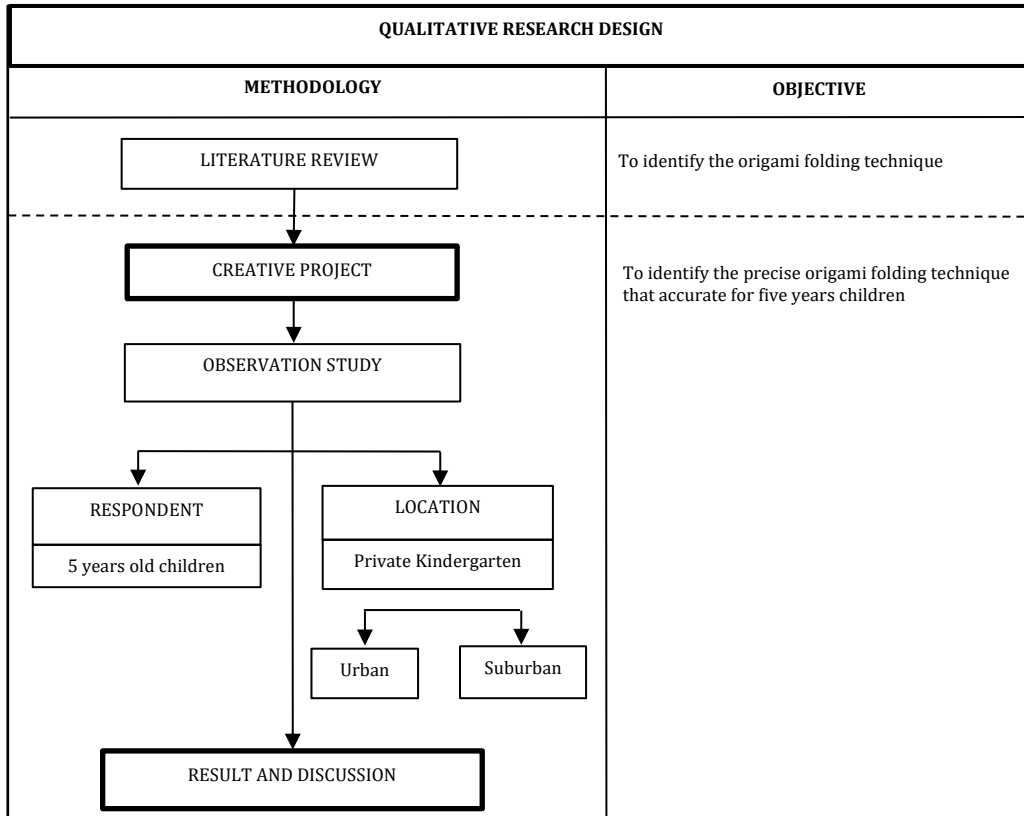 QUALITATIVE RESEARCH DESIGN
METHODOLOGY
OBJECTIVE
LITERATURE REVIEW
To identify the origami folding technique
CREATIVE PROJECT
To identify the precise origami folding technique
that accurate for five years children
OBSERVATION STUDY
RESPONDENT
5 years old children
LOCATION
Private Kindergarten
Urban
Suburban
RESULT AND DISCUSSION